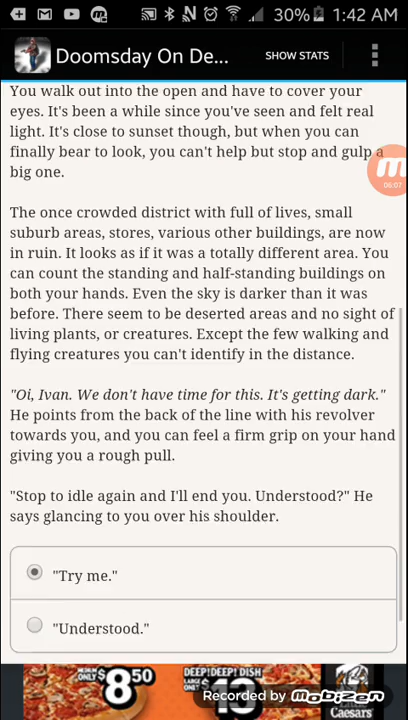 30% 1:42 AM
Doomsday On De... SHOW STATS
You walk out into the open and have to cover your
eyes. It's been a while since you've seen and felt real
light. It's close to sunset though, but when you can
finally bear to look, you can't help but stop and gulp a
big one.
06:07
The once crowded district with full of lives, small
suburb areas, stores, various other buildings, are now
in ruin. It looks as if it was a totally different area. You
can count the standing and half-standing buildings on
both your hands. Even the sky is darker than it was
before. There seem to be deserted areas and no sight of
living plants, or creatures. Except the few walking and
flying creatures you can't identify in the distance.
"Oi, Ivan. We don't have time for this. It's getting dark."
He points from the back of the line with his revolver
towards you, and you can feel a firm grip on your hand
giving you a rough pull.
"Stop to idle again and I'll end you. Understood?" He
says glancing to you over his shoulder.
"Try me."
"Understood."
MEDIUM ONLY $8 50 DEEP!DEEP! DISH
LARGE ONLY $
Recorded by mobizen
Little Caesars